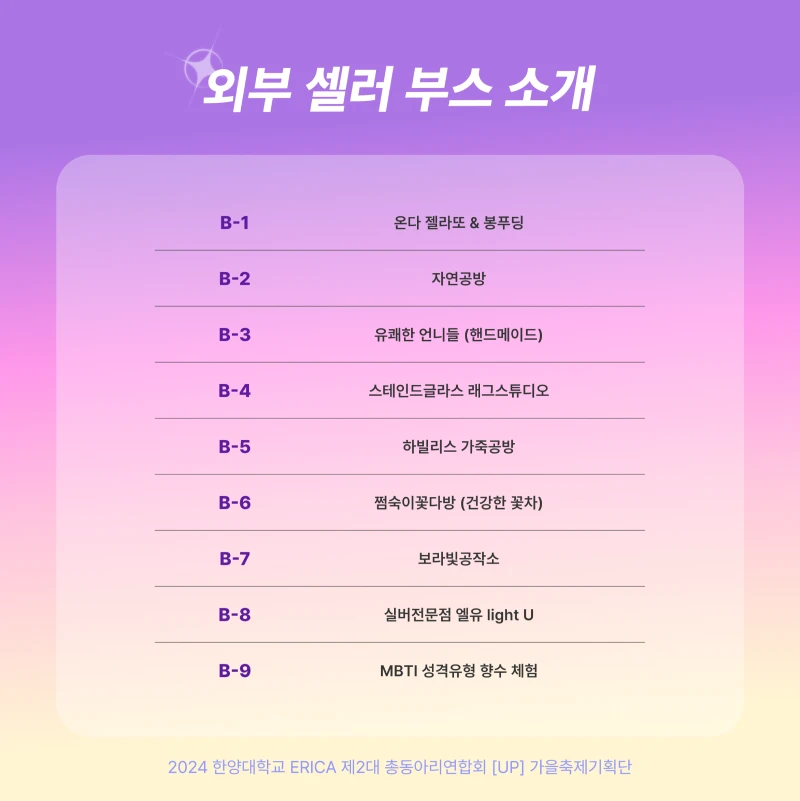 외부 셀러 부스 소개
B-1 온다 젤라또 & 봉푸딩
B-2 자연공방
B-3 유쾌한 언니들 (핸드메이드)
B-4 스테인드글라스 래그스튜디오
B-5 하빌리스 가죽공방
B-6 쩜숙이꽃다방 (건강한 꽃차)
B-7 보라빛공작소
B-8 실버전문점 엘유 light U
B-9 MBTI 성격유형 향수 체험
2024 한양대학교 ERICA 제2대 총동아리연합회 [UP] 가을축제기획단